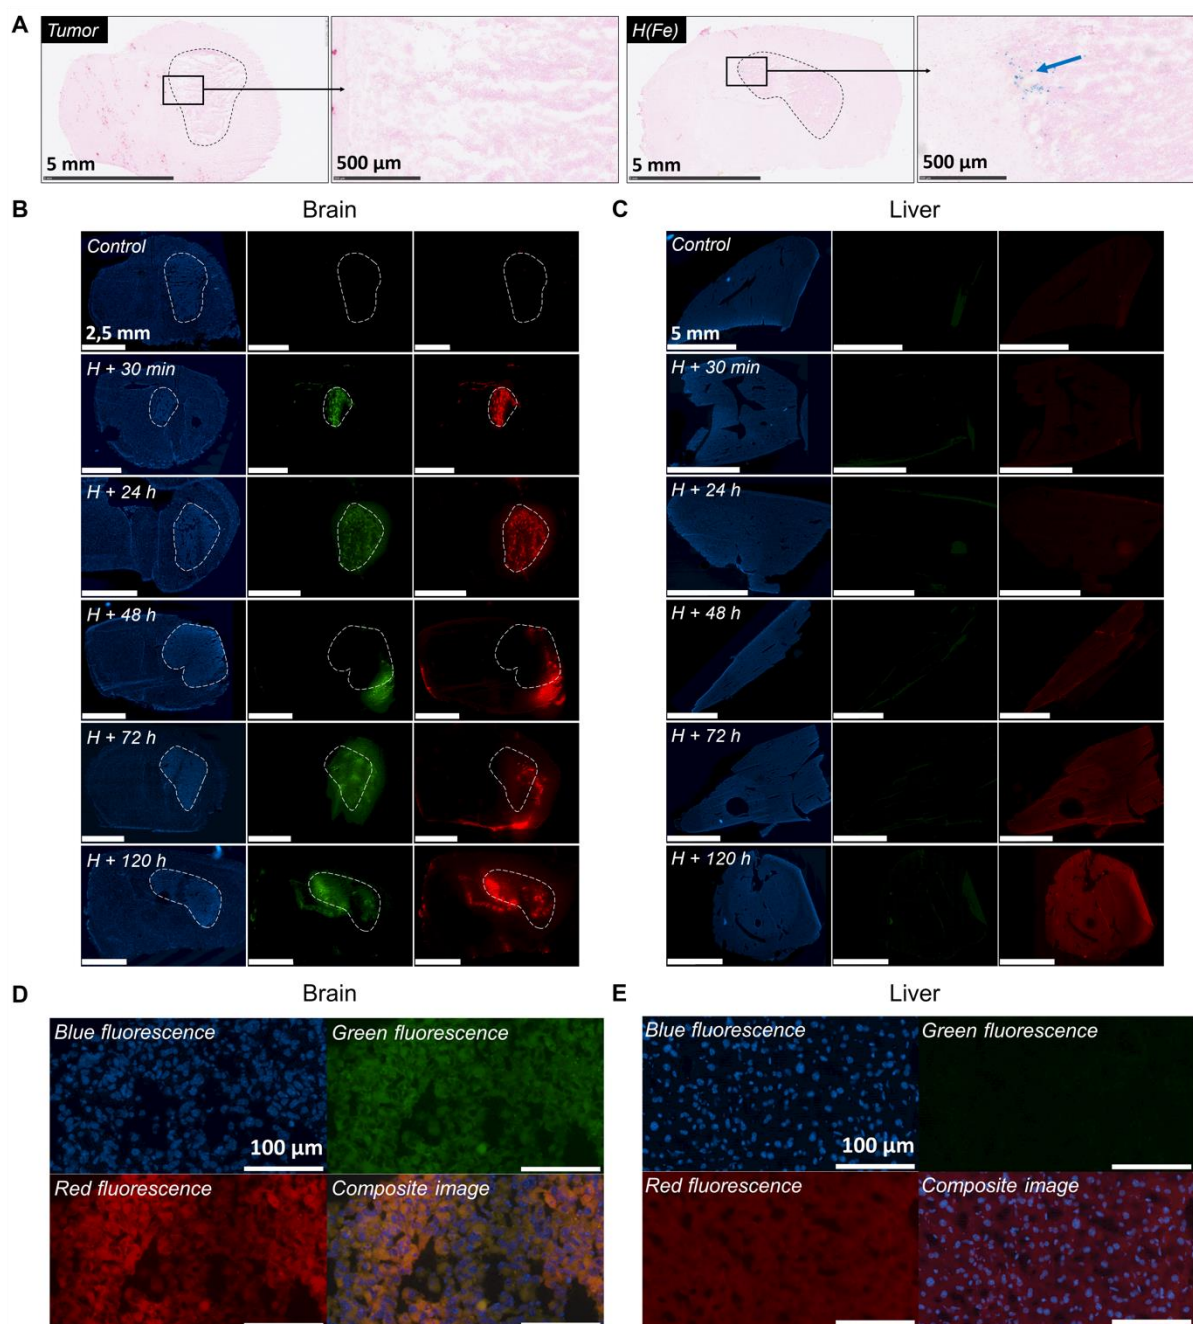 A
Tumor
5 mm
500 µm
H(Fe)
5 mm
500 µm
B
Brain
Control
2,5 mm
H + 30 min
H + 24 h
H + 48 h
H + 72 h
H + 120 h
C
Liver
Control
5 mm
H + 30 min
H + 24 h
H + 48 h
H + 72 h
H + 120 h
D
Brain
Blue fluorescence
Green fluorescence
100 µm
Red fluorescence
Composite image
E
Liver
Blue fluorescence
Green fluorescence
100 µm
Red fluorescence
Composite image